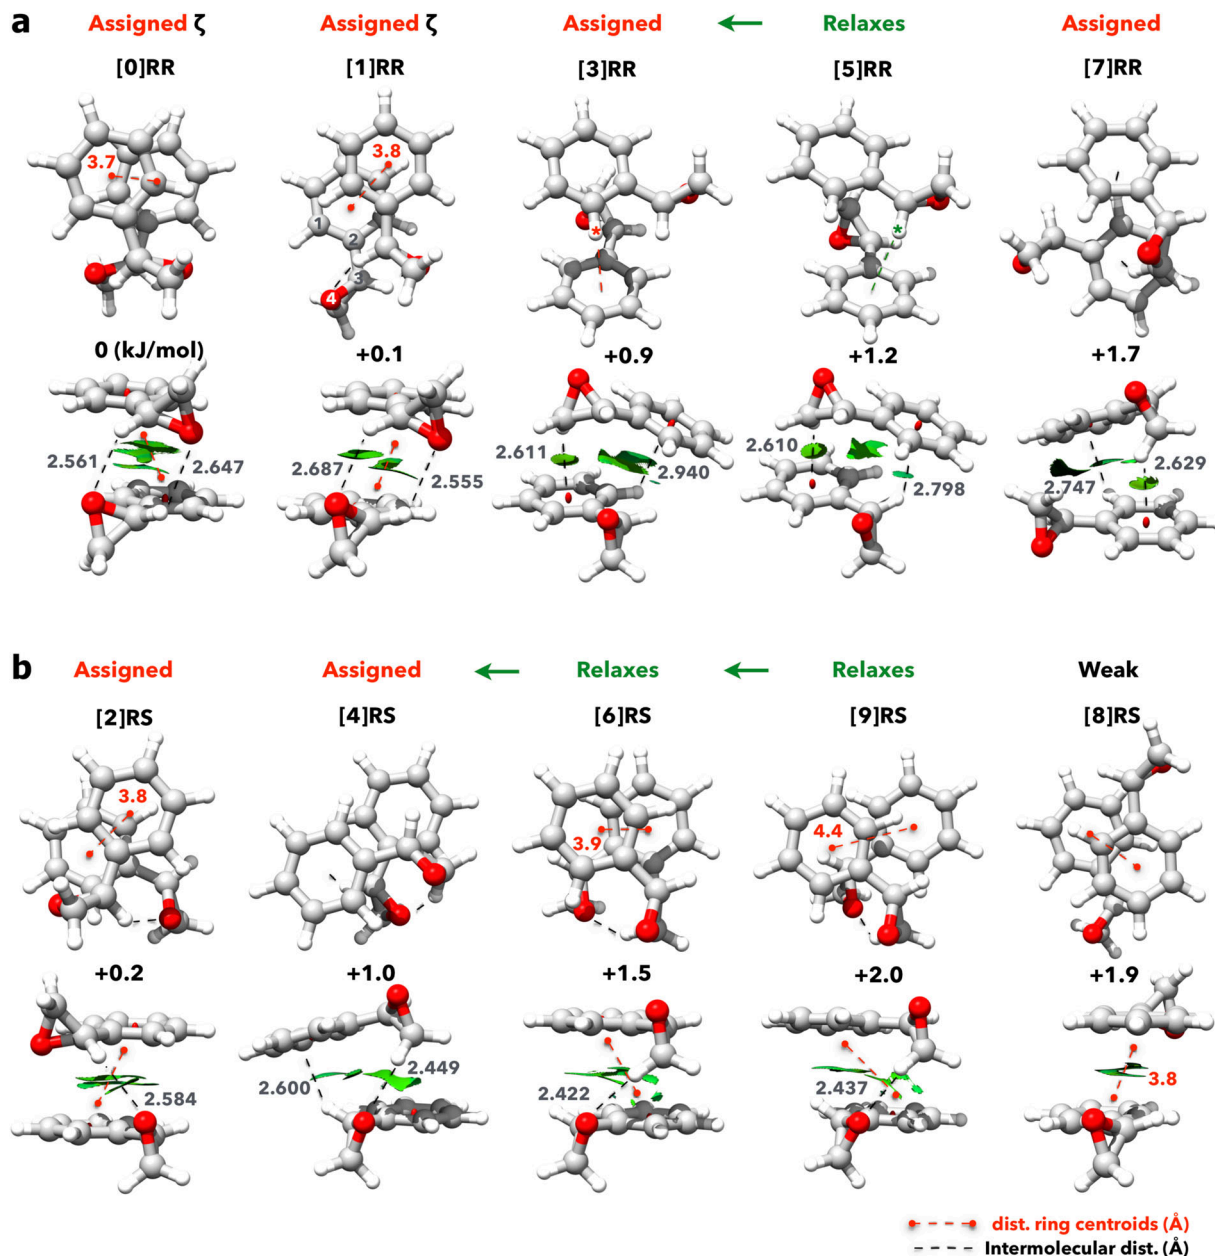 a
Assigned ζ Assigned ζ Assigned ← Relaxes Assigned
[0]RR [1]RR [3]RR [5]RR [7]RR
3.7 3.8
1 2 3 4
* *
0 (kJ/mol) +0.1 +0.9 +1.2 +1.7
2.561 2.647 2.687 2.555 2.611 2.940 2.610 2.798 2.747 2.629
b
Assigned Assigned ← Relaxes ← Relaxes Weak
[2]RS [4]RS [6]RS [9]RS [8]RS
3.8 3.9 4.4
+0.2 +1.0 +1.5 +2.0 +1.9
2.584 2.600 2.449 2.422 2.437 3.8
dist. ring centroids (Å)
Intermolecular dist. (Å)